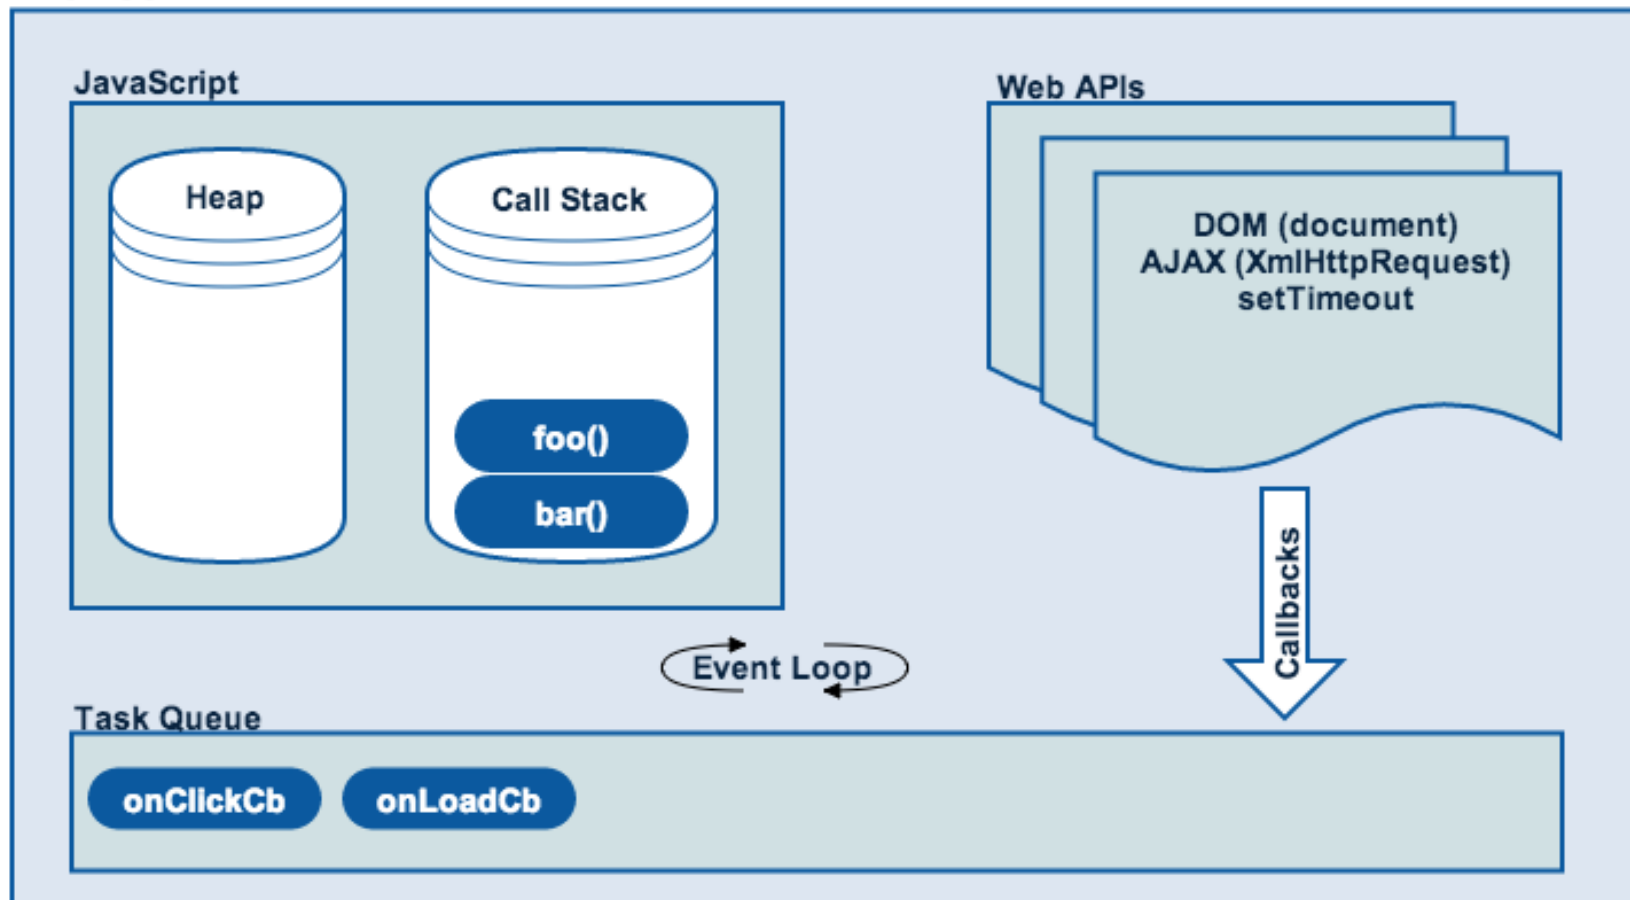 JavaScript
Heap
Call Stack
foo()
bar()
Web APIs
DOM (document)
AJAX (XmlHttpRequest)
setTimeout
Callbacks
Event Loop
Task Queue
onClickCb
onLoadCb